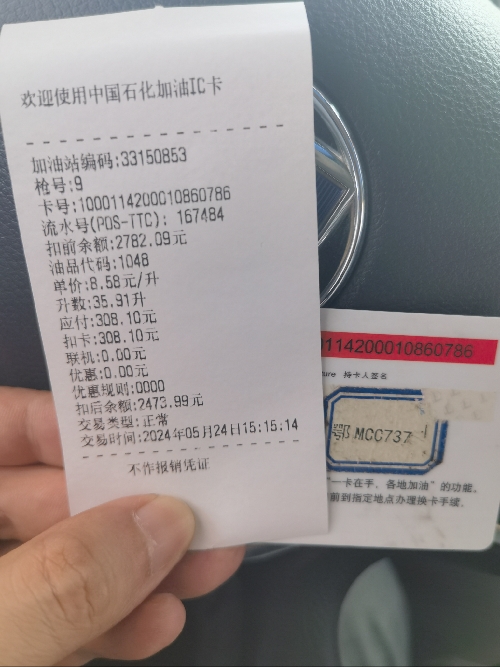 欢迎使用中国石化加油IC卡
加油站编码:33150853
枪号:9
卡号:1000114200010860786
流水号(POS-TTC): 167484
扣前余额:2782.09元
油品代码:1048
单价:8.58元/升
升数:35.91升
应付:308.10元
扣卡:308.10元
联机:0.00元
优惠:0.00元
优惠规则:0000
扣后余额:2473.99元
交易类型:正常
交易时间:2024年05月24日15:15:14
不作报销凭证
114200010860786
ure 持卡人签名
鄂 MCC737
“一卡在手，各地加油”的功能。
前到指定地点办理换卡手续。